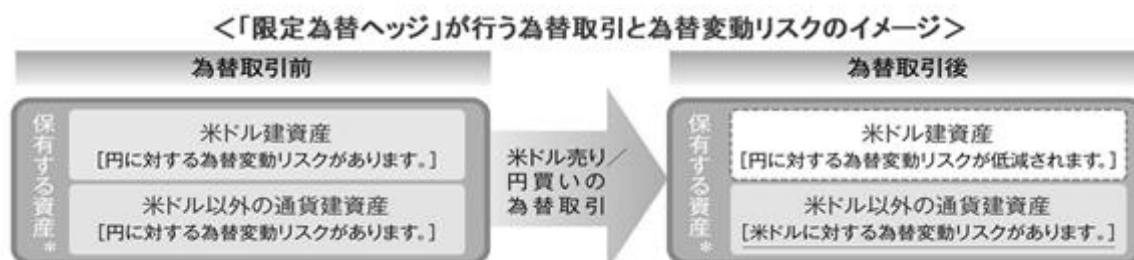 ＜「限定為替ヘッジ」が行う為替取引と為替変動リスクのイメージ＞
為替取引前
保有する資産*
米ドル建資産
[円に対する為替変動リスクがあります。]
米ドル以外の通貨建資産
[円に対する為替変動リスクがあります。]
米ドル売り／
円買いの
為替取引
為替取引後
保有する資産*
米ドル建資産
[円に対する為替変動リスクが低減されます。]
米ドル以外の通貨建資産
[米ドルに対する為替変動リスクがあります。]